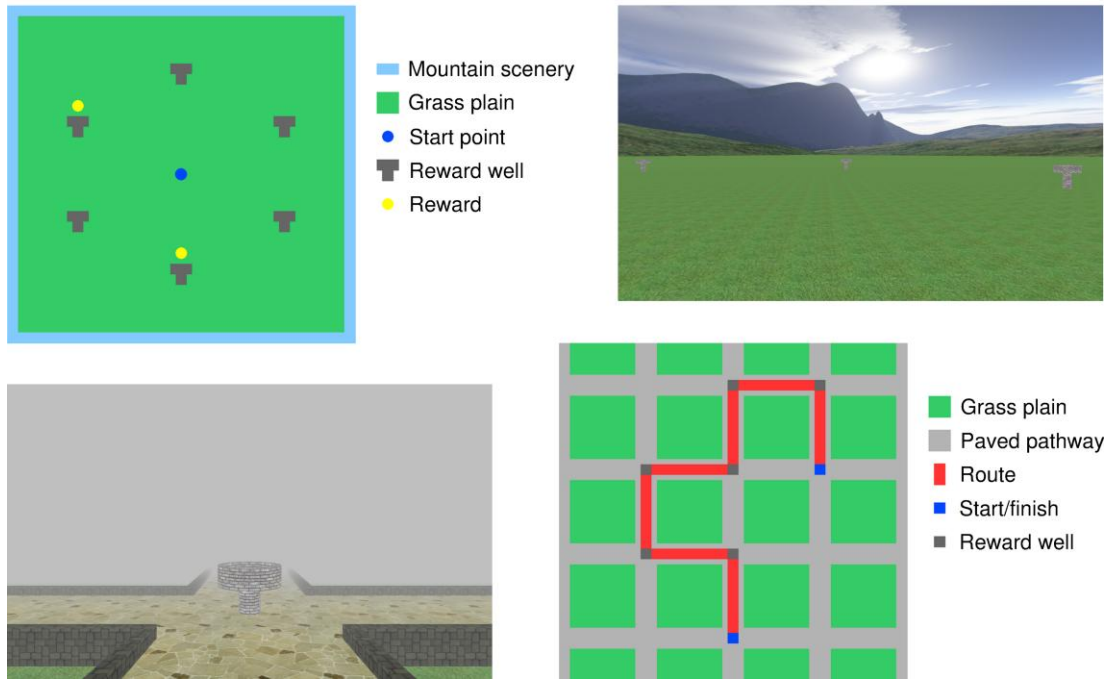 Mountain scenery
Grass plain
Start point
Reward well
Reward
Grass plain
Paved pathway
Route
Start/finish
Reward well